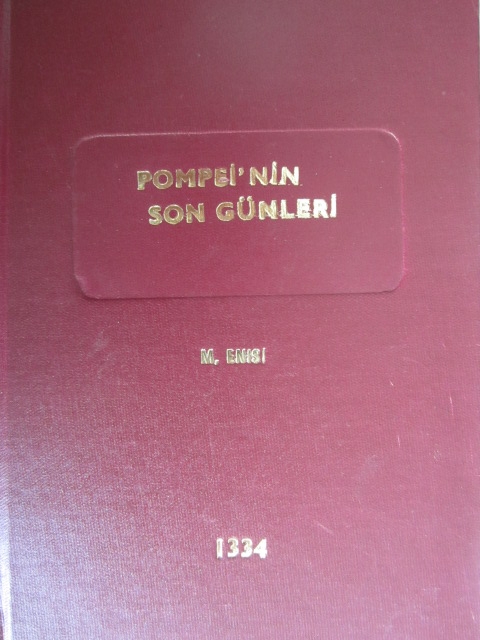 POMPEİ'NİN
SON GÜNLERİ
M. ENİSİ
1334